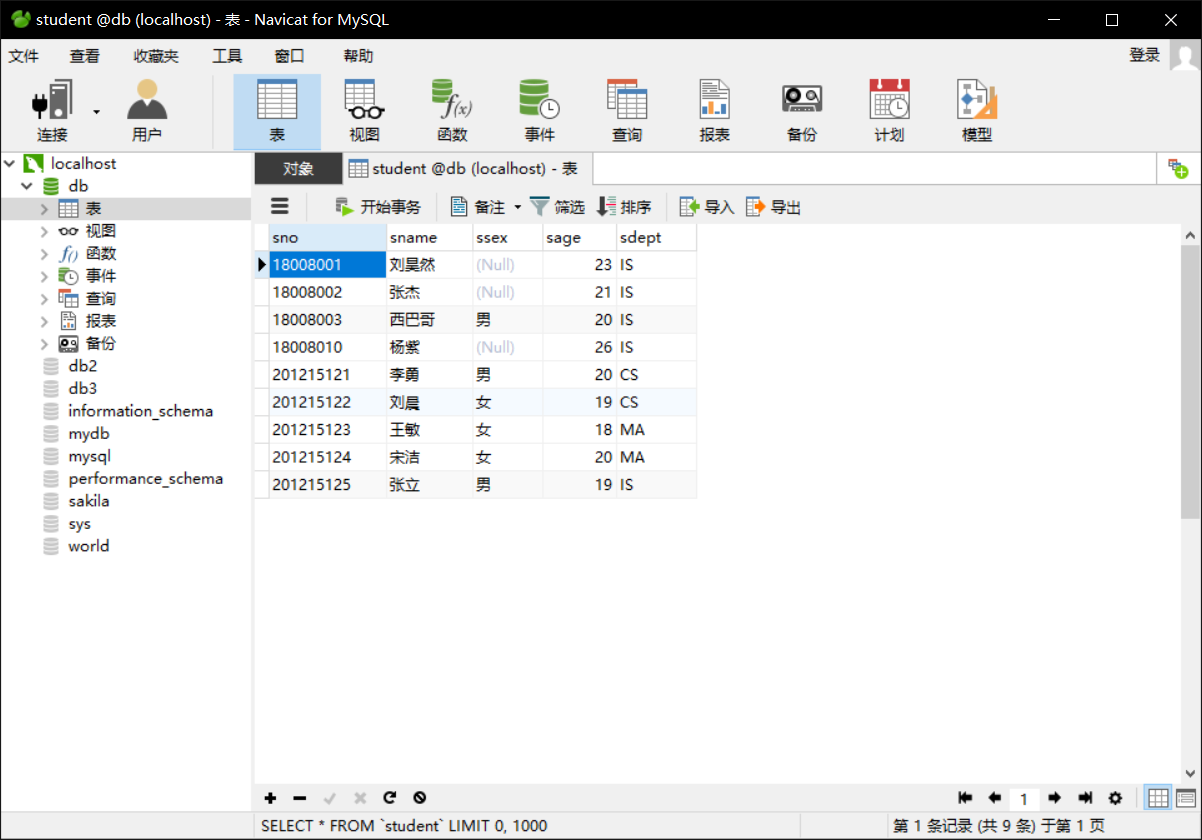 student @db (localhost) - 表 - Navicat for MySQL
文件 查看 收藏夹 工具 窗口 帮助 登录
连接 用户 表 视图 函数 事件 查询 报表 备份 计划 模型
localhost
db
表
视图
函数
事件
查询
报表
备份
db2
db3
information_schema
mydb
mysql
performance_schema
sakila
sys
world
对象 student @db (localhost) - 表
开始事务 备注 筛选 排序 导入 导出
sno sname ssex sage sdept
18008001 刘昊然 (Null) 23 IS
18008002 张杰 (Null) 21 IS
18008003 西巴哥 男 20 IS
18008010 杨紫 (Null) 26 IS
201215121 李勇 男 20 CS
201215122 刘晨 女 19 CS
201215123 王敏 女 18 MA
201215124 宋洁 女 20 MA
201215125 张立 男 19 IS
1
SELECT * FROM `student` LIMIT 0, 1000 第 1 条记录 (共 9 条) 于第 1 页